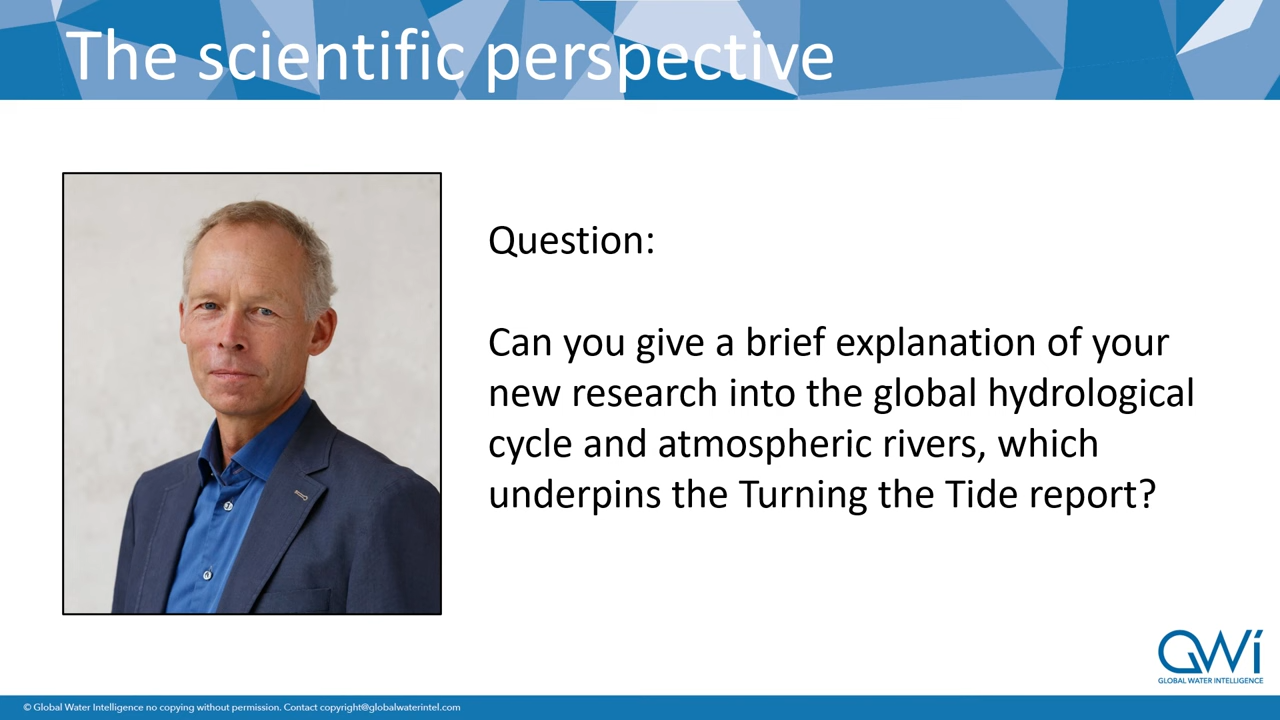 The scientific perspective
Question:
Can you give a brief explanation of your
new research into the global hydrological
cycle and atmospheric rivers, which
underpins the Turning the Tide report?
GWi
GLOBAL WATER INTELLIGENCE
© Global Water Intelligence no copying without permission. Contact copyright@globalwaterintel.com